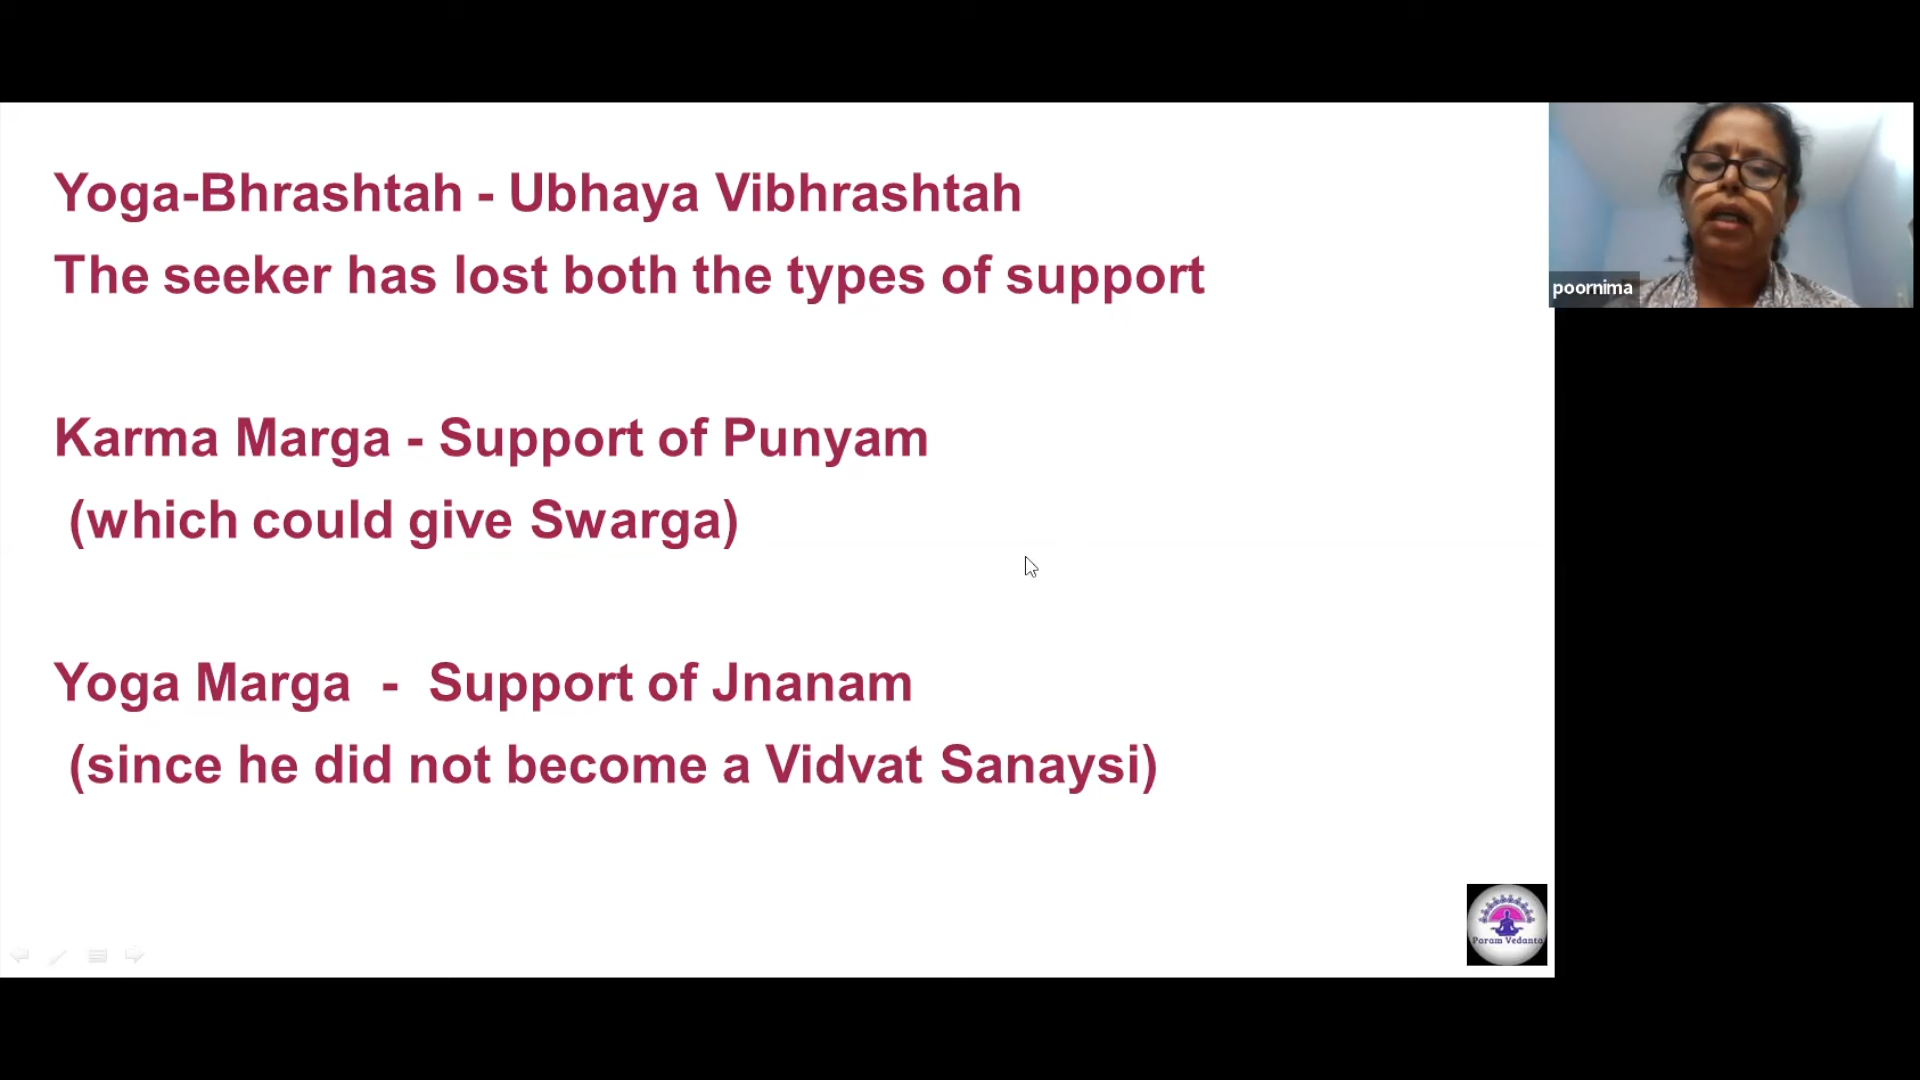 Yoga-Bhrashtah - Ubhaya Vibhrashtah
The seeker has lost both the types of support
Karma Marga - Support of Punyam
(which could give Swarga)
Yoga Marga - Support of Jnanam
(since he did not become a Vidvat Sanaysi)
poornima
Param Vedanta